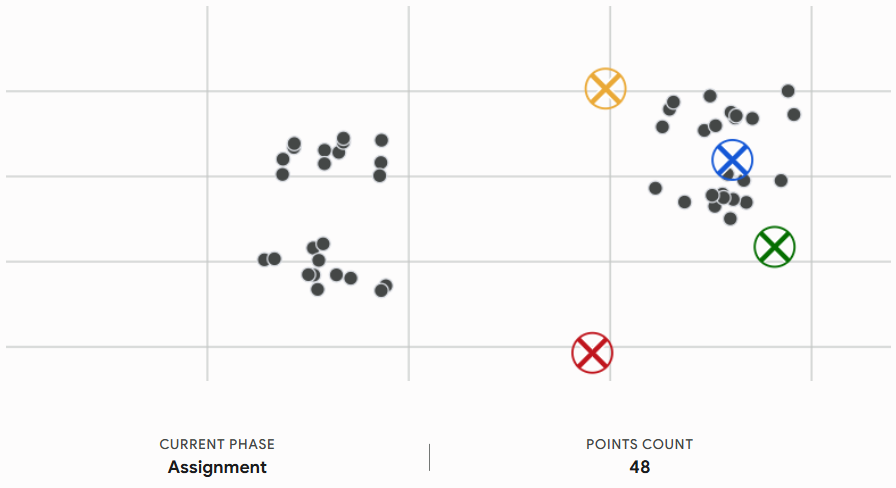 CURRENT PHASE
Assignment
POINTS COUNT
48